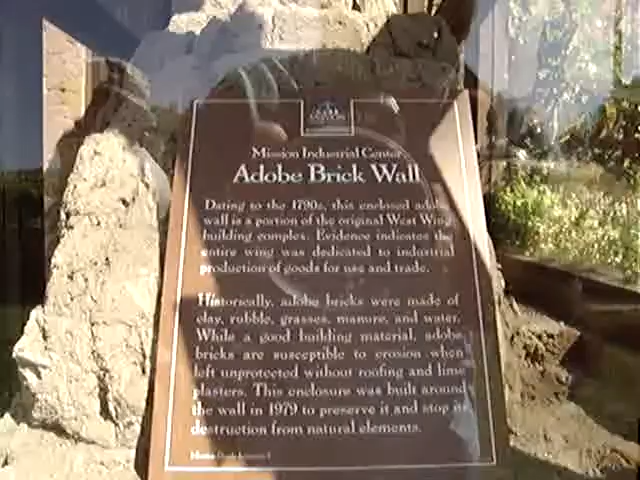 Mission Industrial Center
Adobe Brick Wall
Dating to the 1790s, this enclosed adobe
wall is a portion of the original West Wing
building complex. Evidence indicates the
entire wing was dedicated to industrial
production of goods for use and trade.
Historically, adobe bricks were made of
clay, rubble, grasses, manure, and water.
While a good building material, adobe
bricks are susceptible to erosion when
left unprotected without roofing and lime
plasters. This enclosure was built around
the wall in 1979 to preserve it and stop its
destruction from natural elements.